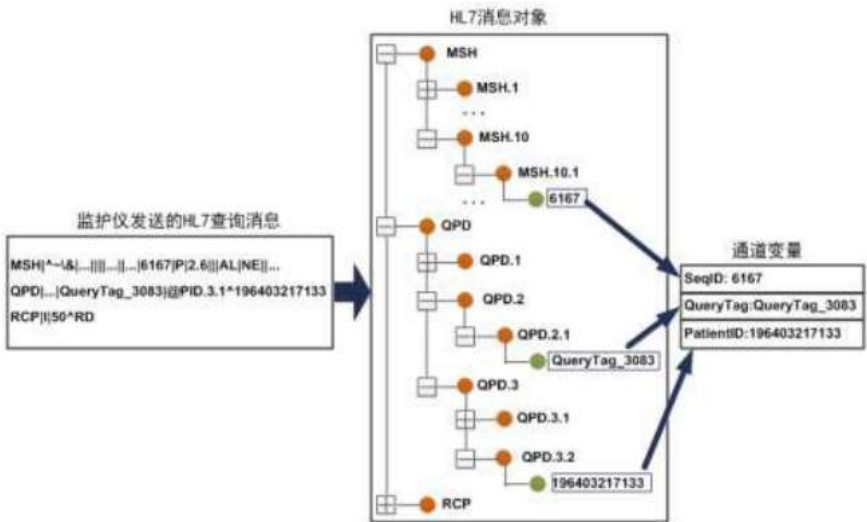 HL7消息对象
MSH
MSH.1
...
MSH.10
MSH.10.1
6167
...
QPD
QPD.1
QPD.2
QPD.2.1
QueryTag_3083
QPD.3
QPD.3.1
QPD.3.2
196403217133
RCP
监护仪发送的HL7查询消息
MSH|^~\&|...||||...||...|6167|P|2.6|||AL|NE||...
QPD|...|QueryTag_3083|@PID.3.1^196403217133
RCP|I|50^RD
通道变量
SeqID: 6167
QueryTag:QueryTag_3083
PatientID:196403217133